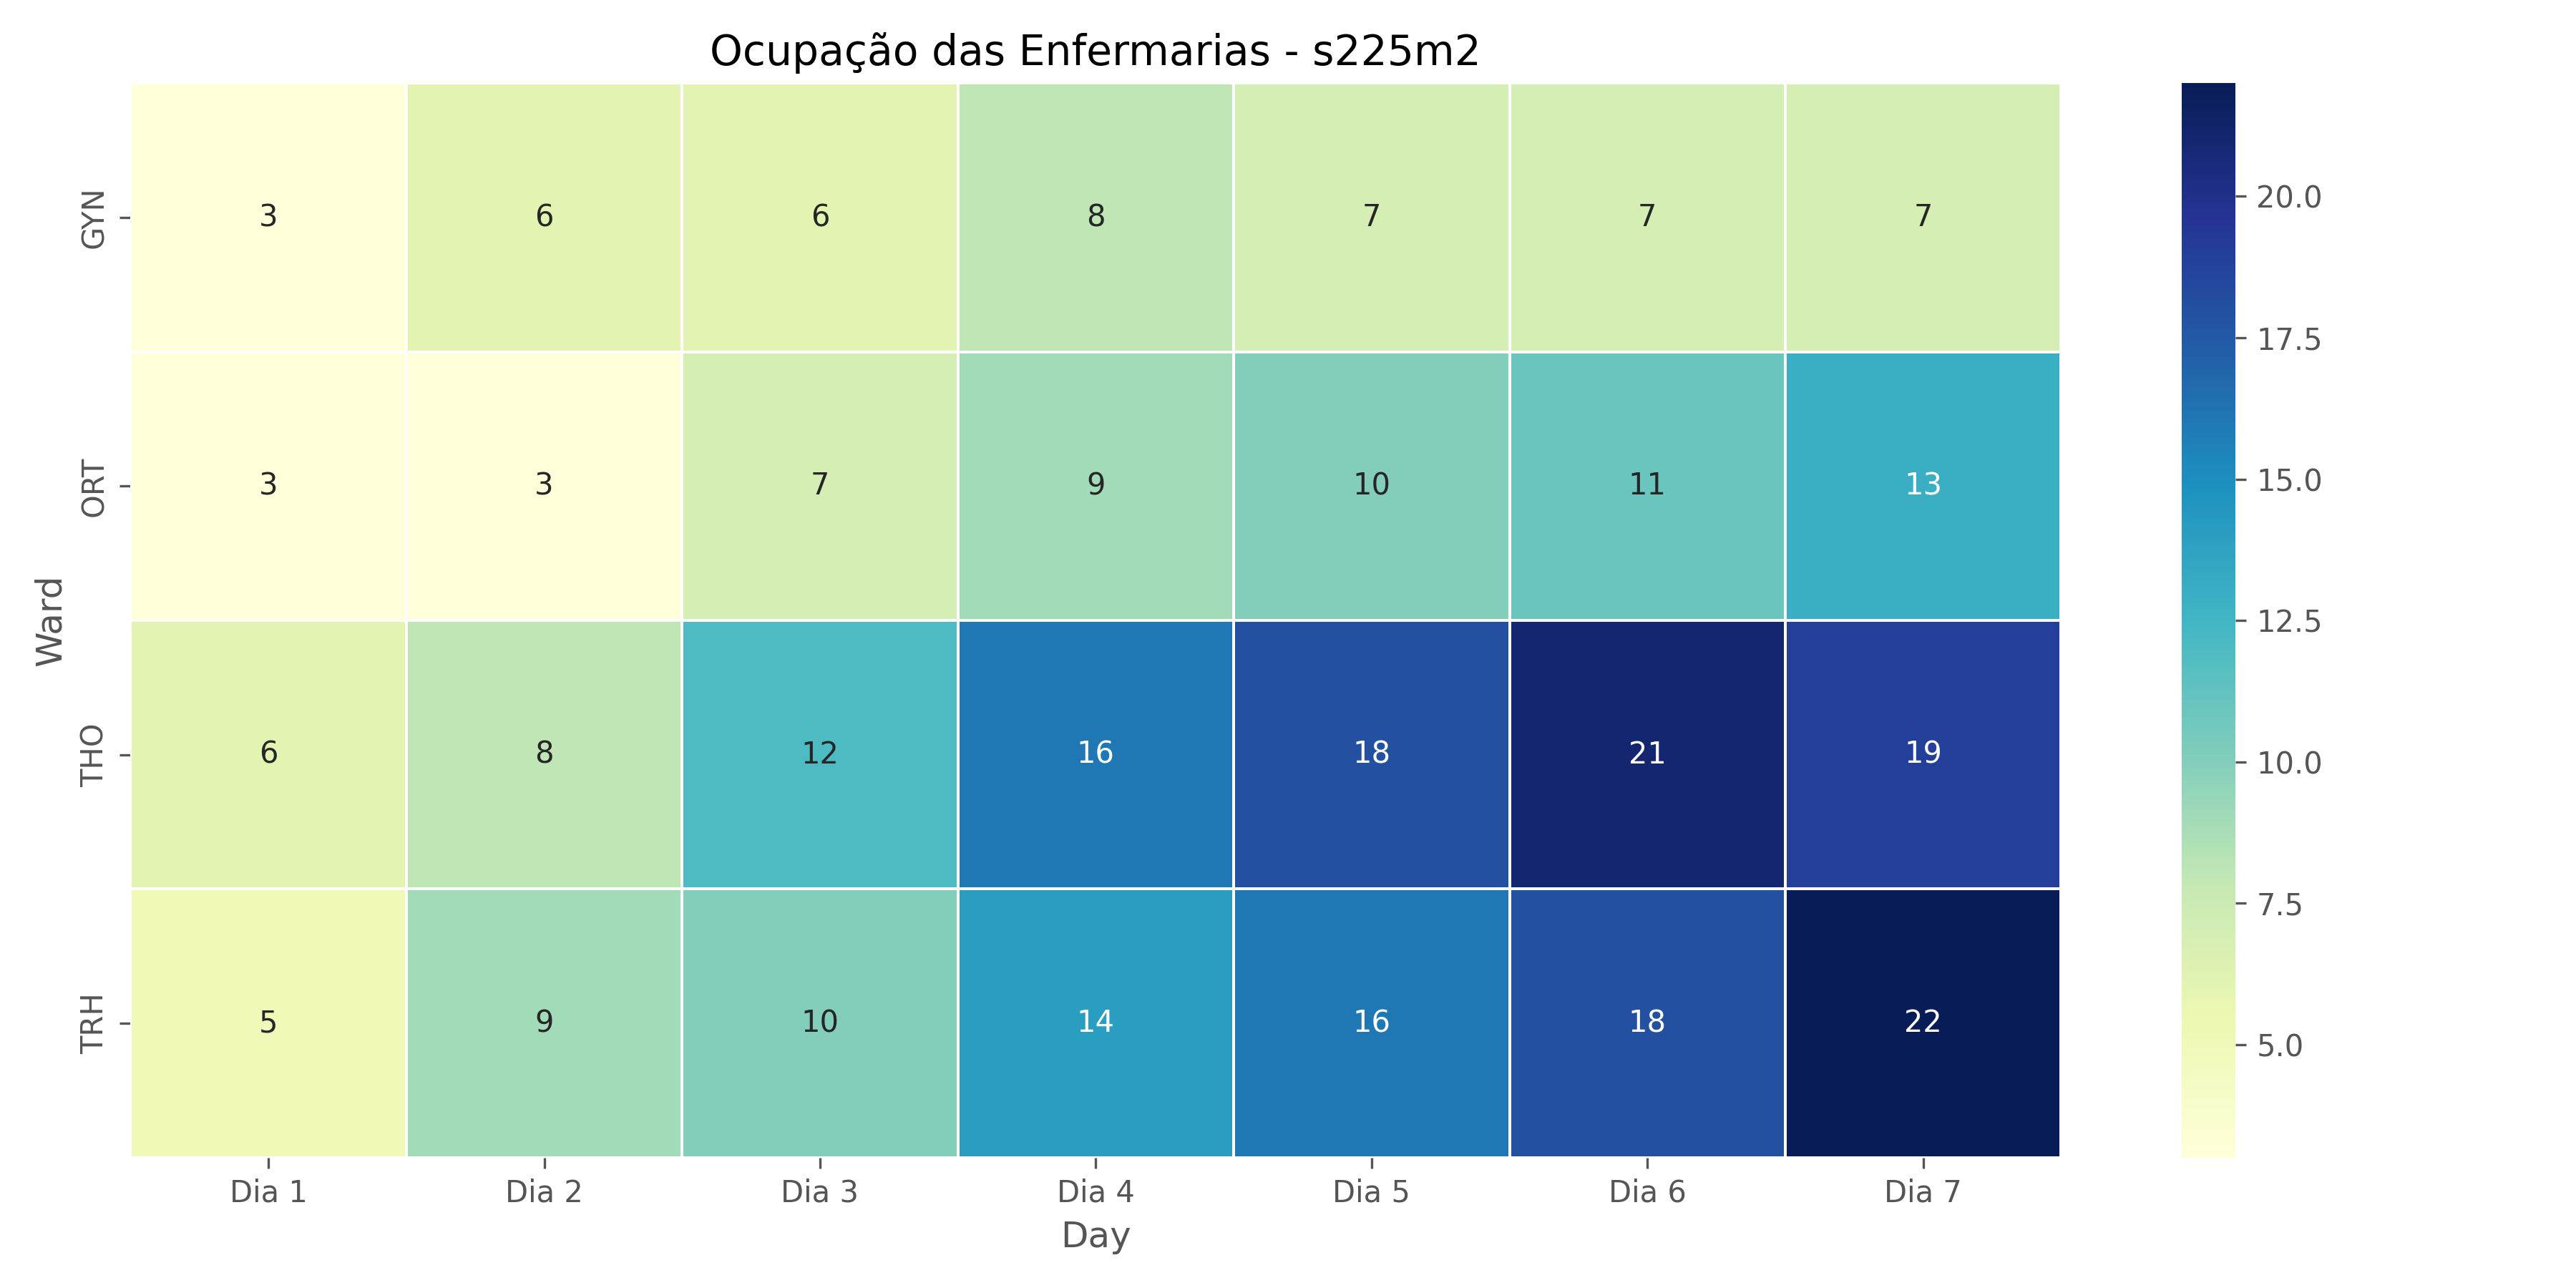 Ocupação das Enfermarias - s225m2
GYN 3 6 6 8 7 7 7
ORT 3 3 7 9 10 11 13
THO 6 8 12 16 18 21 19
TRH 5 9 10 14 16 18 22
Ward
Dia 1 Dia 2 Dia 3 Dia 4 Dia 5 Dia 6 Dia 7
Day
20.0
17.5
15.0
12.5
10.0
7.5
5.0